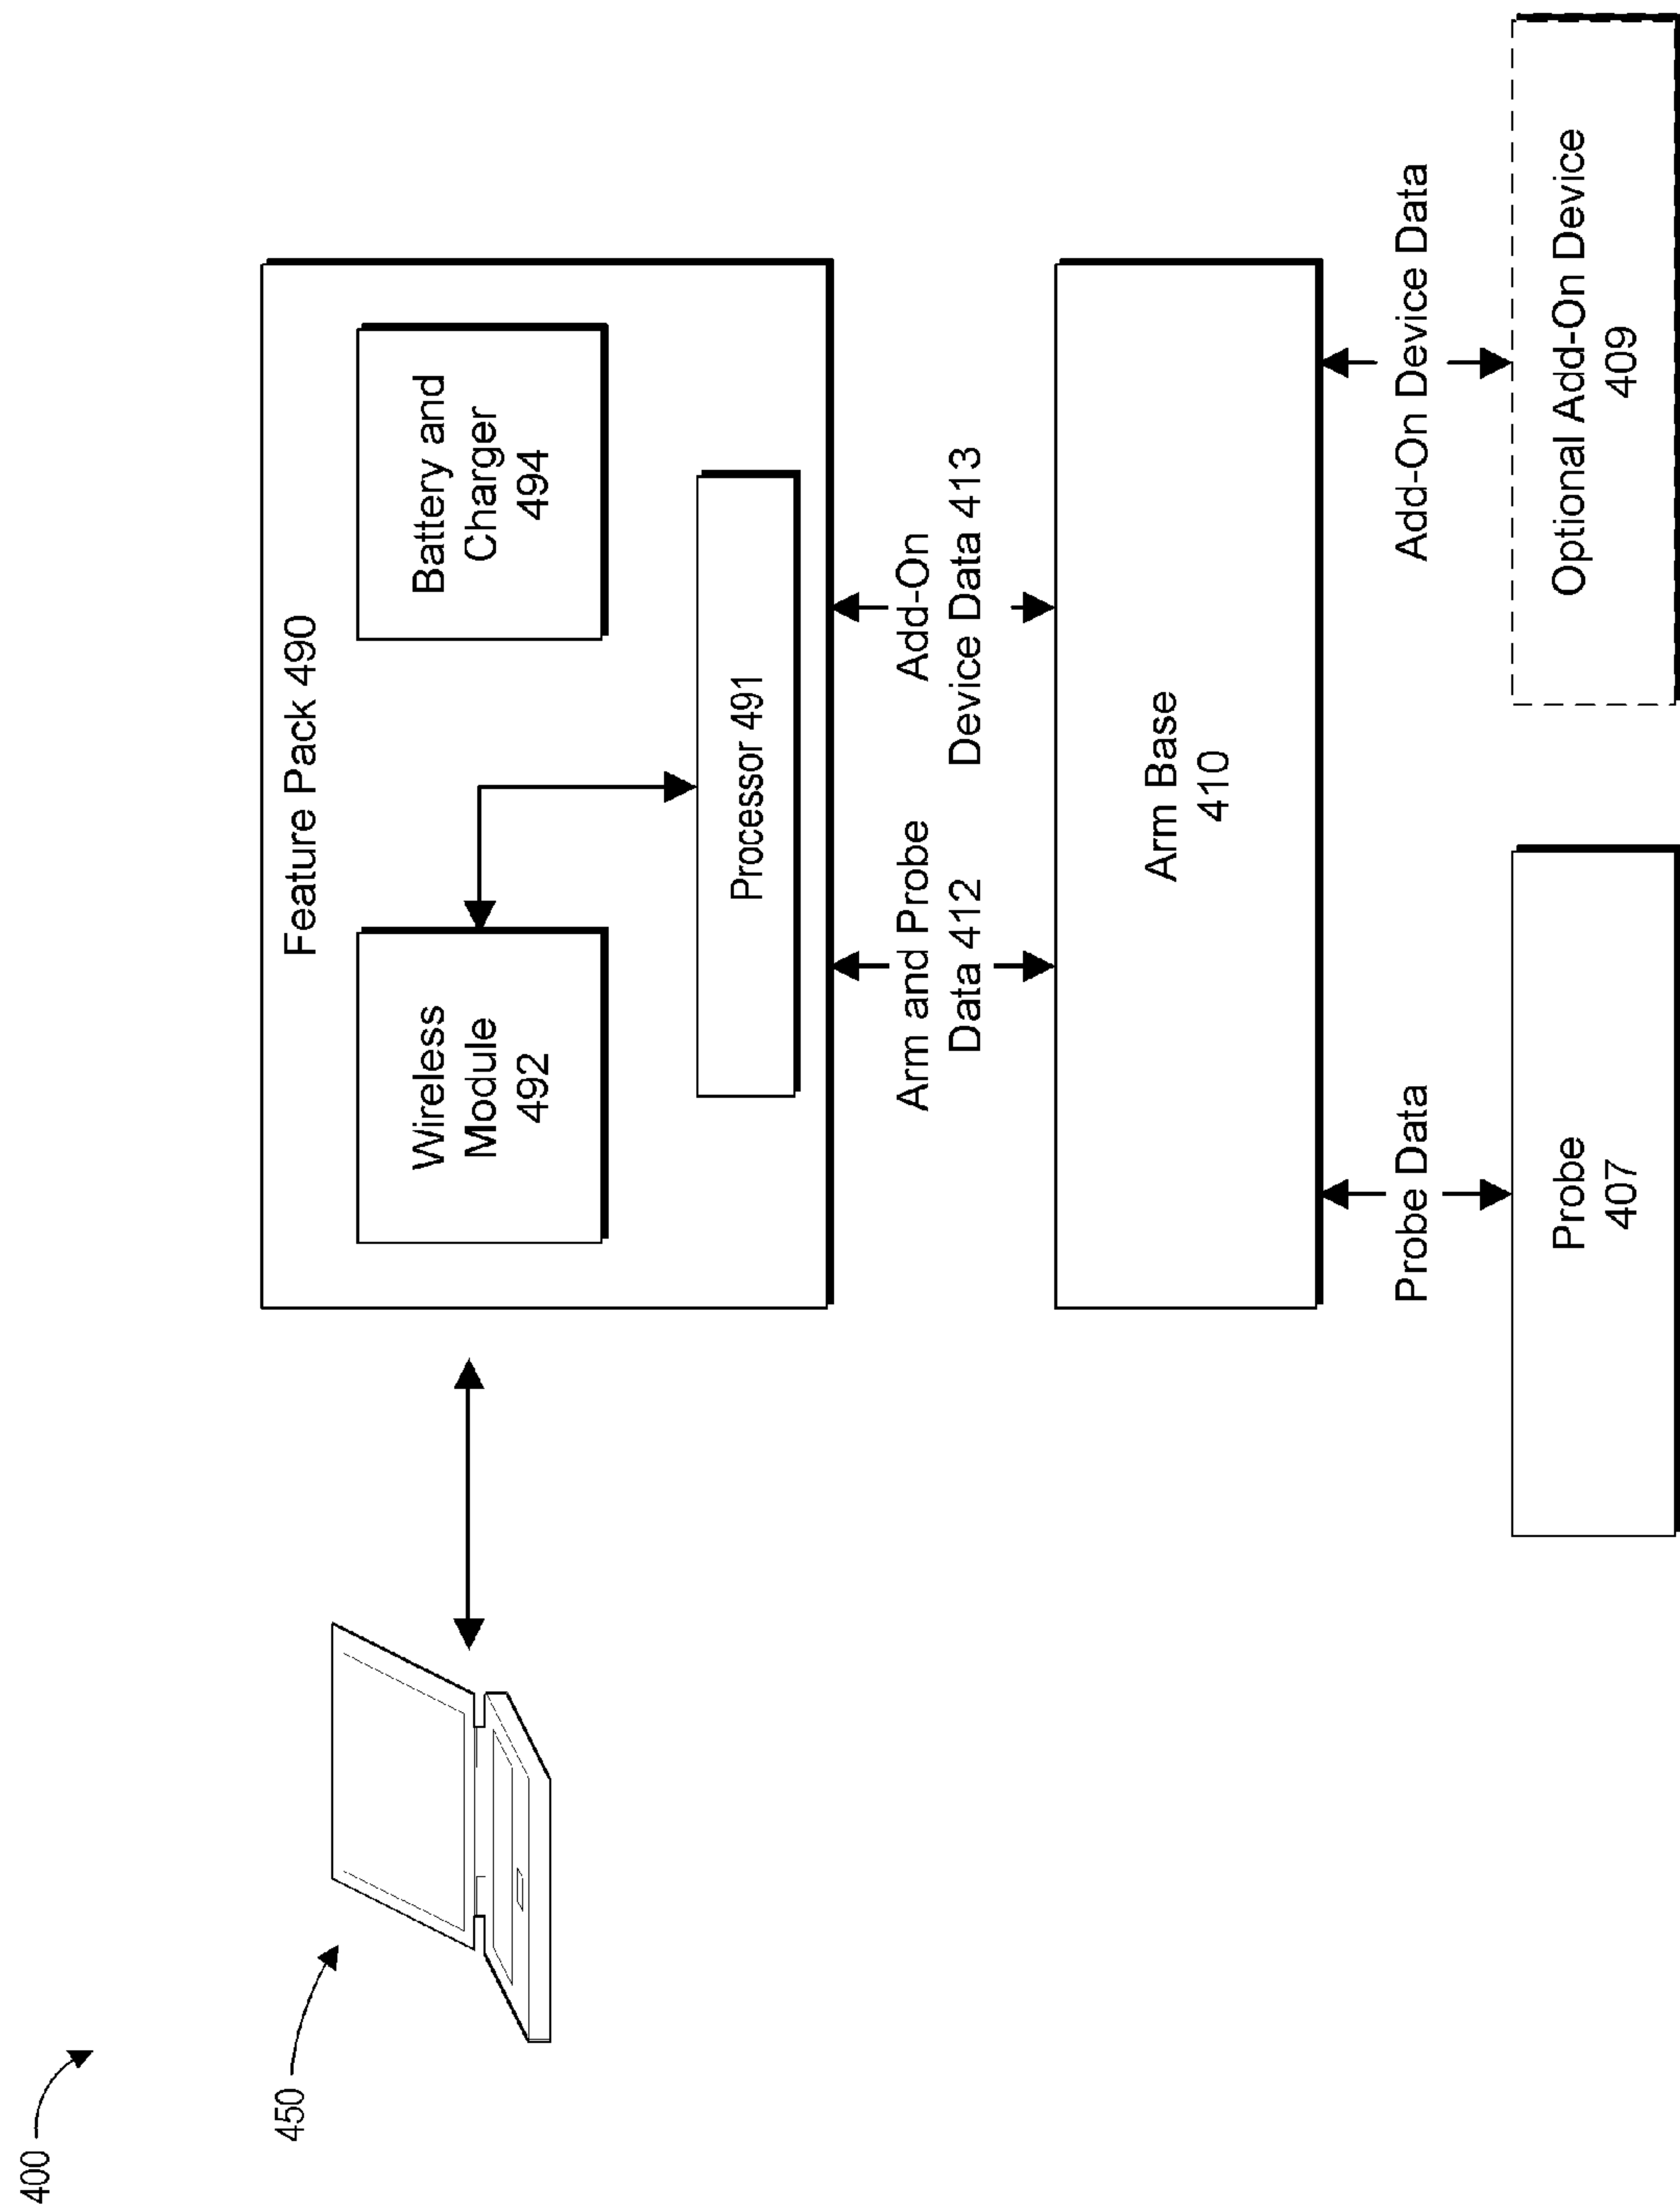 400
450
Feature Pack 490
Wireless
Module
492
Battery and
Charger
494
Processor 491
Arm and Probe
Data 412
Add-On
Device Data 413
Arm Base
410
Probe Data
Add-On Device Data
Probe
407
Optional Add-On Device
409